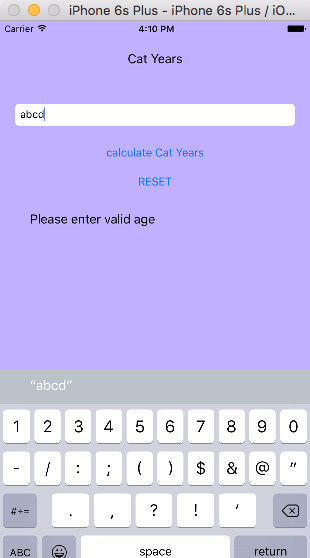 iPhone 6s Plus - iPhone 6s Plus / iO...
Carrier 4:10 PM
Cat Years
abcd
calculate Cat Years
RESET
Please enter valid age
“abcd”
1 2 3 4 5 6 7 8 9 0
- / : ; ( ) $ & @ "
#+= . , ? ! '
ABC space return